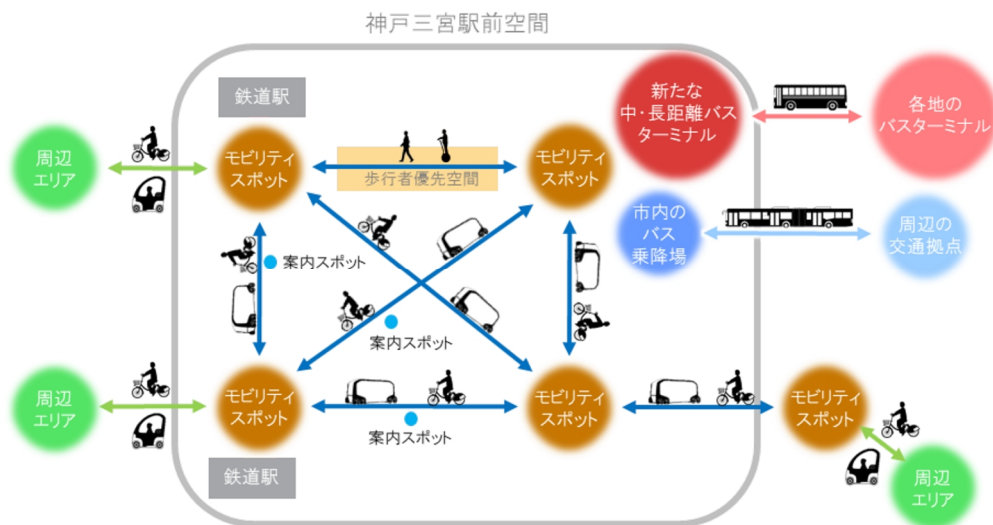 神戸三宮駅前空間
鉄道駅
新たな
中・長距離バス
ターミナル
各地の
バスターミナル
周辺
エリア
モビリティ
スポット
歩行者優先空間
モビリティ
スポット
市内の
バス
乗降場
周辺の
交通拠点
案内スポット
案内スポット
周辺
エリア
モビリティ
スポット
案内スポット
モビリティ
スポット
モビリティ
スポット
鉄道駅
周辺
エリア